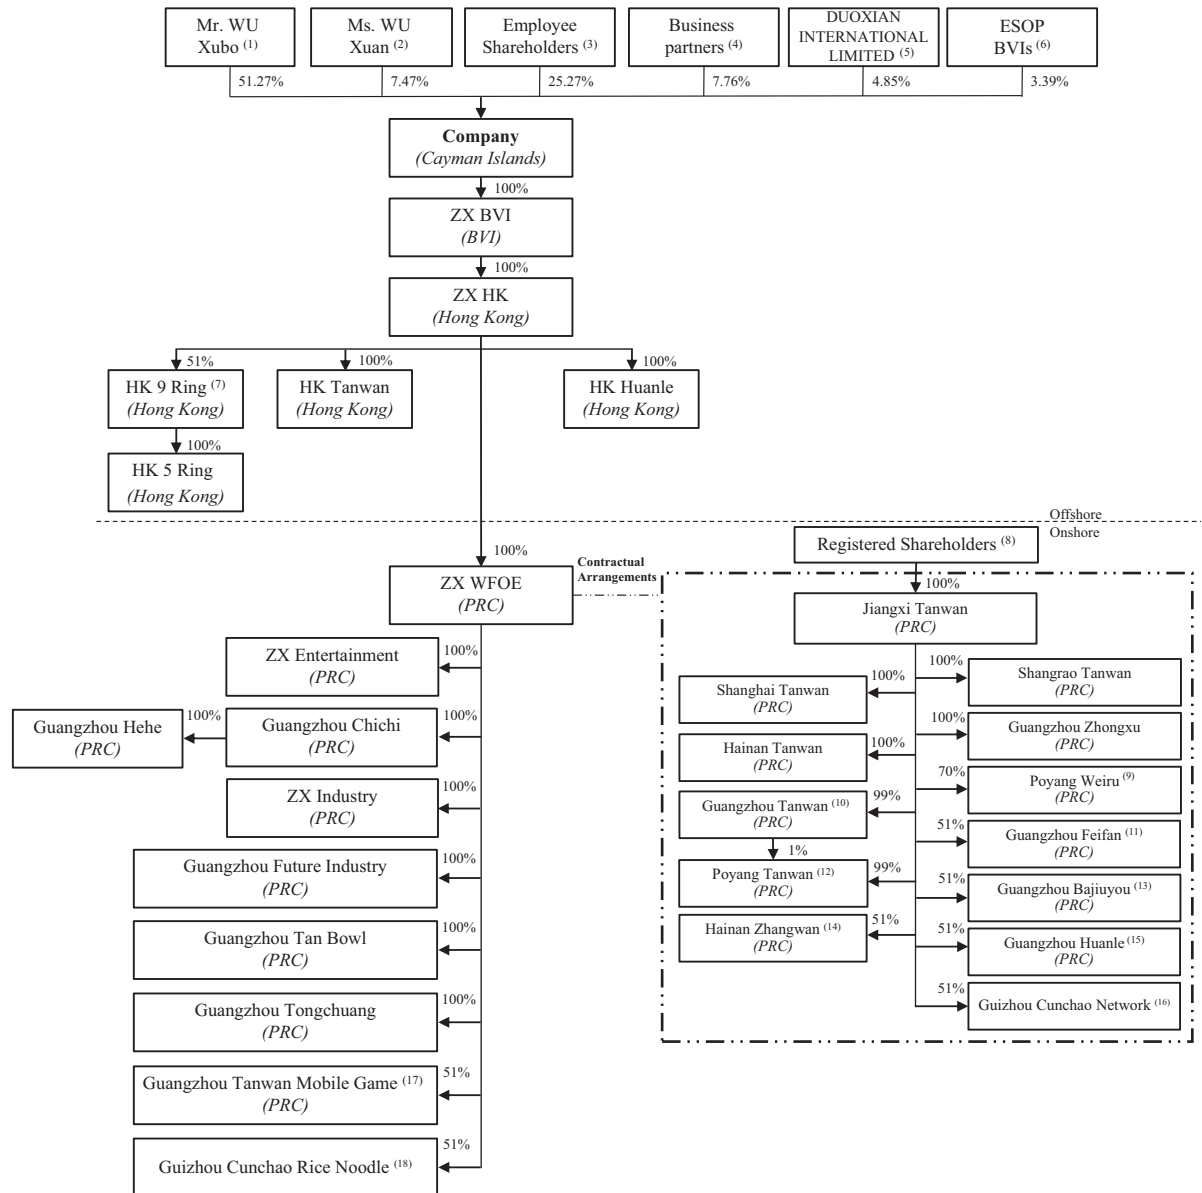 Mr. WU
Xubo (1)
Ms. WU
Xuan (2)
Employee
Shareholders (3)
Business
partners (4)
DUOXIAN
INTERNATIONAL
LIMITED (5)
ESOP
BVIs (6)
51.27%
7.47%
25.27%
7.76%
4.85%
3.39%
Company
(Cayman Islands)
100%
ZX BVI
(BVI)
100%
ZX HK
(Hong Kong)
51%
100%
100%
HK 9 Ring (7)
(Hong Kong)
HK Tanwan
(Hong Kong)
HK Huanle
(Hong Kong)
100%
HK 5 Ring
(Hong Kong)
Offshore
Onshore
100%
Contractual
Arrangements
ZX WFOE
(PRC)
Registered Shareholders (8)
100%
Jiangxi Tanwan
(PRC)
100%
ZX Entertainment
(PRC)
100%
Guangzhou Hehe
(PRC)
100%
Guangzhou Chichi
(PRC)
100%
ZX Industry
(PRC)
100%
Guangzhou Future Industry
(PRC)
100%
Guangzhou Tan Bowl
(PRC)
100%
Guangzhou Tongchuang
(PRC)
51%
Guangzhou Tanwan Mobile Game (17)
(PRC)
51%
Guizhou Cunchao Rice Noodle (18)
100%
Shanghai Tanwan
(PRC)
100%
Hainan Tanwan
(PRC)
99%
Guangzhou Tanwan (10)
(PRC)
1%
99%
Poyang Tanwan (12)
(PRC)
51%
Hainan Zhangwan (14)
(PRC)
100%
Shangrao Tanwan
(PRC)
100%
Guangzhou Zhongxu
(PRC)
70%
Poyang Weiru (9)
(PRC)
51%
Guangzhou Feifan (11)
(PRC)
51%
Guangzhou Bajiuyou (13)
(PRC)
51%
Guangzhou Huanle (15)
(PRC)
51%
Guizhou Cunchao Network (16)